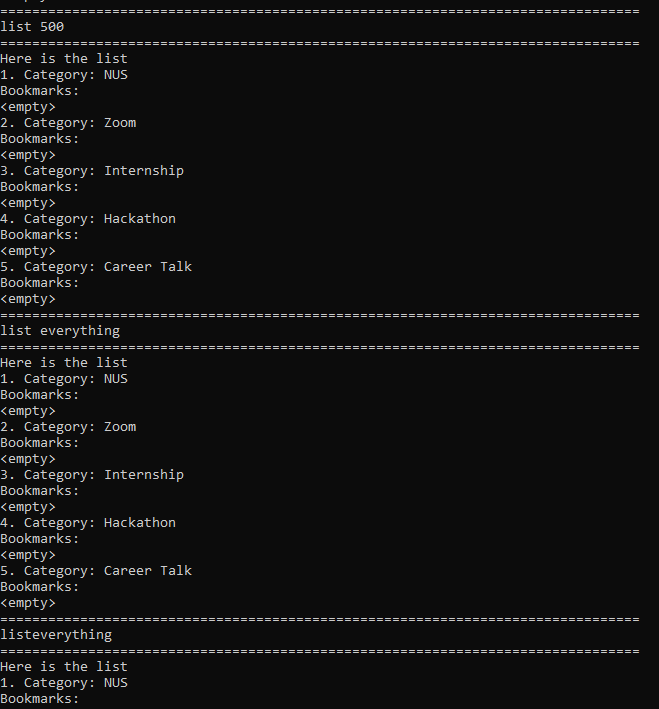 ================================================================================
list 500
================================================================================
Here is the list
1. Category: NUS
Bookmarks:
<empty>
2. Category: Zoom
Bookmarks:
<empty>
3. Category: Internship
Bookmarks:
<empty>
4. Category: Hackathon
Bookmarks:
<empty>
5. Category: Career Talk
Bookmarks:
<empty>
================================================================================
list everything
================================================================================
Here is the list
1. Category: NUS
Bookmarks:
<empty>
2. Category: Zoom
Bookmarks:
<empty>
3. Category: Internship
Bookmarks:
<empty>
4. Category: Hackathon
Bookmarks:
<empty>
5. Category: Career Talk
Bookmarks:
<empty>
================================================================================
listeverything
================================================================================
Here is the list
1. Category: NUS
Bookmarks: